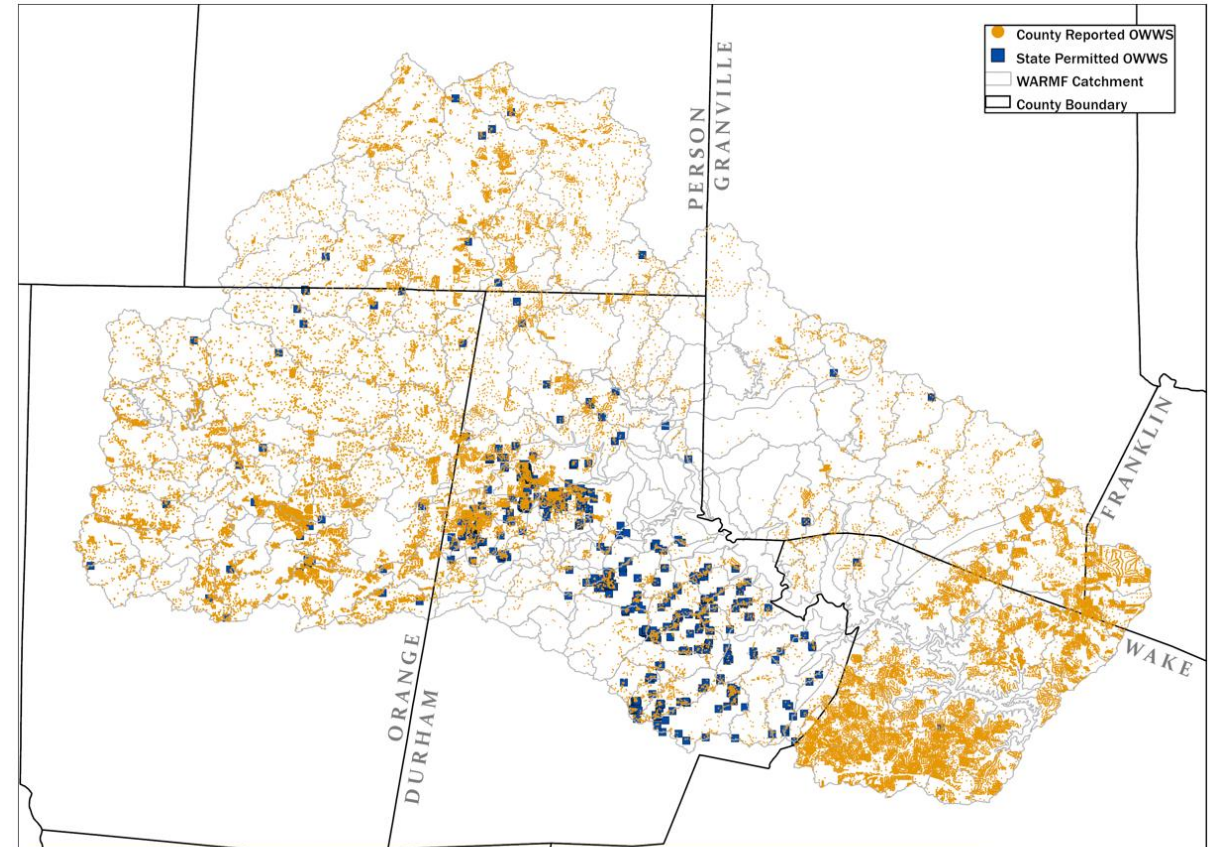 County Reported OWWS
State Permitted OWWS
WARMF Catchment
County Boundary
PERSON
GRANVILLE
FRANKLIN
WAKE
ORANGE
DURHAM